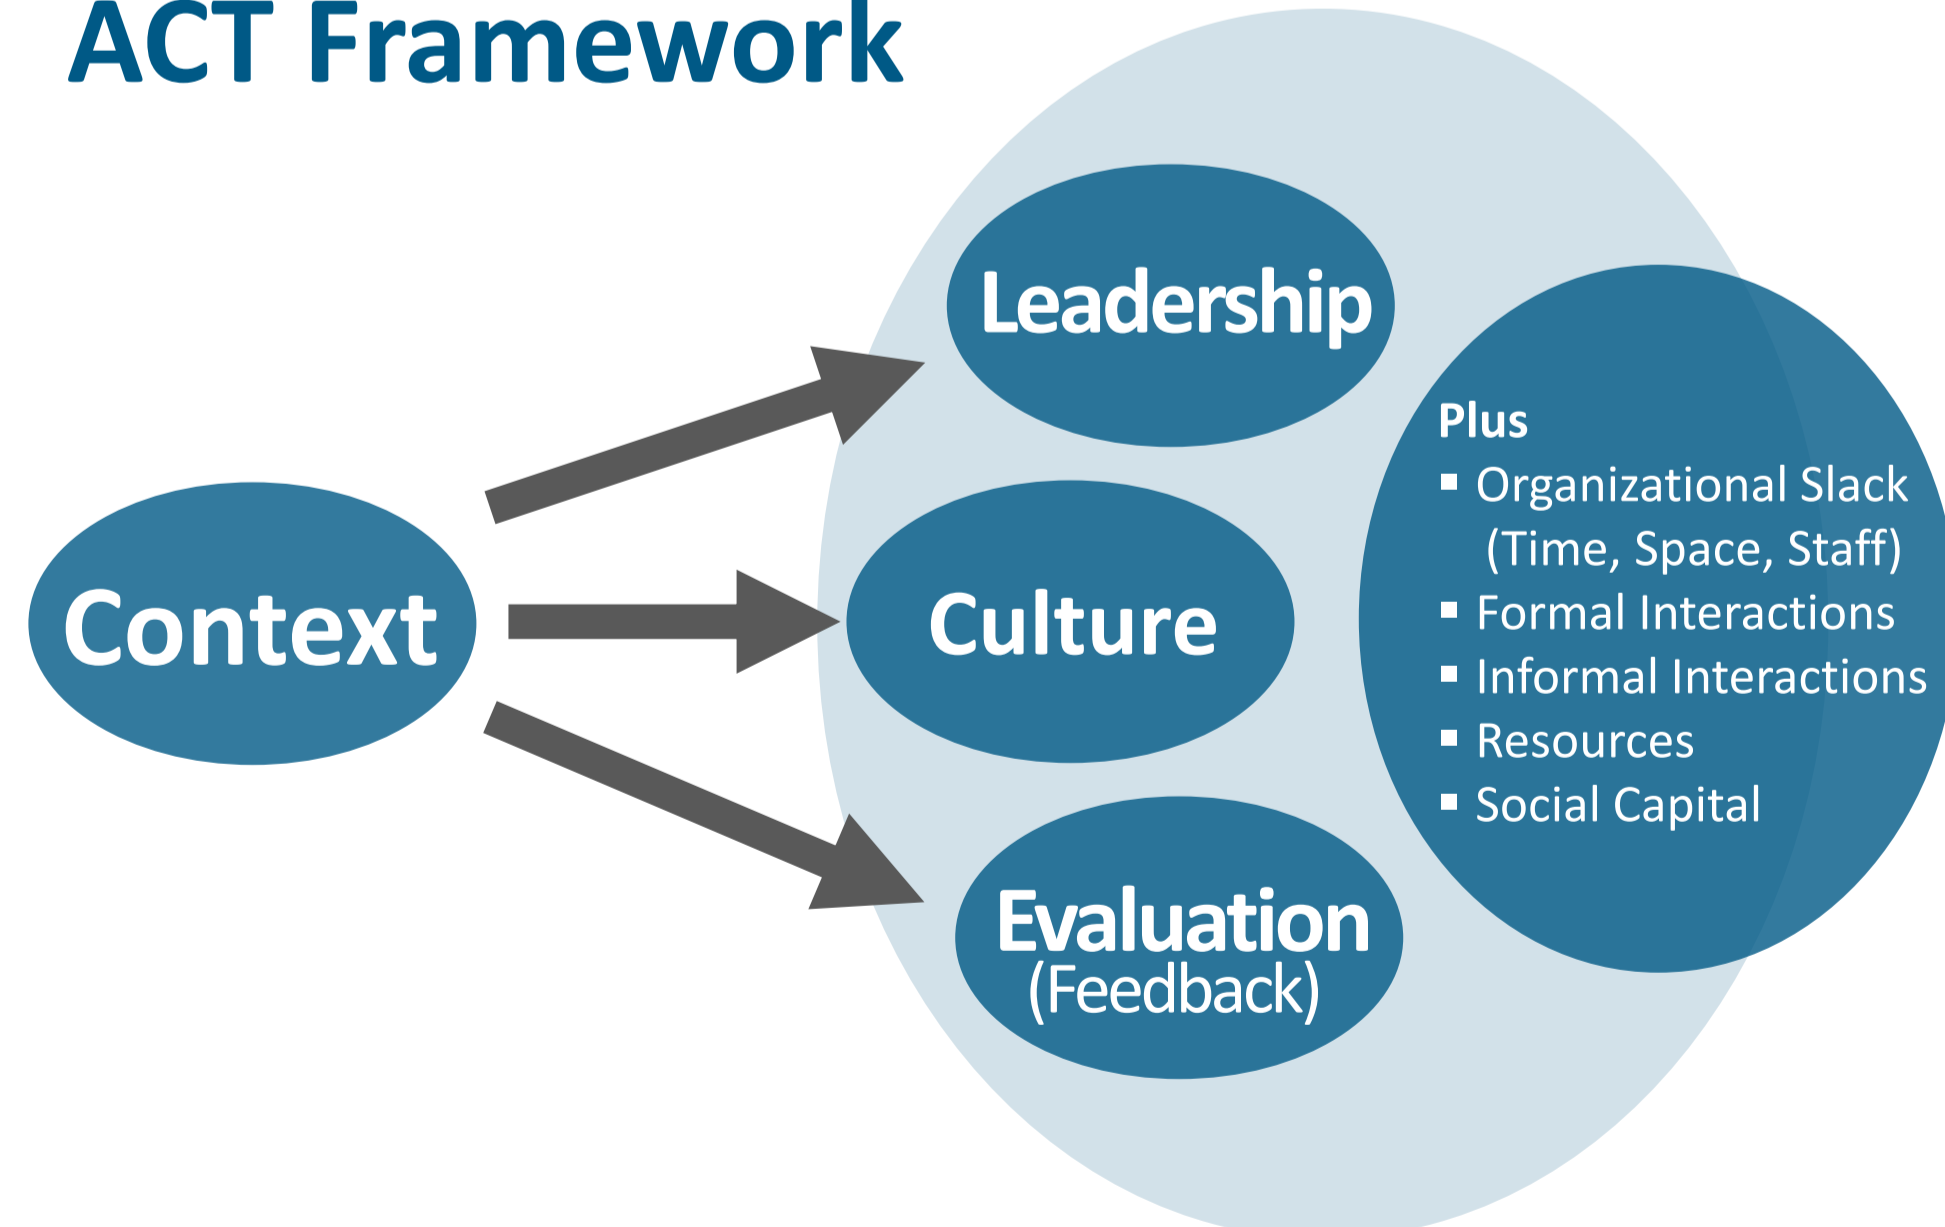 ACT Framework
Leadership
Context
Culture
Evaluation
(Feedback)
Plus
▪ Organizational Slack
(Time, Space, Staff)
▪ Formal Interactions
▪ Informal Interactions
▪ Resources
▪ Social Capital